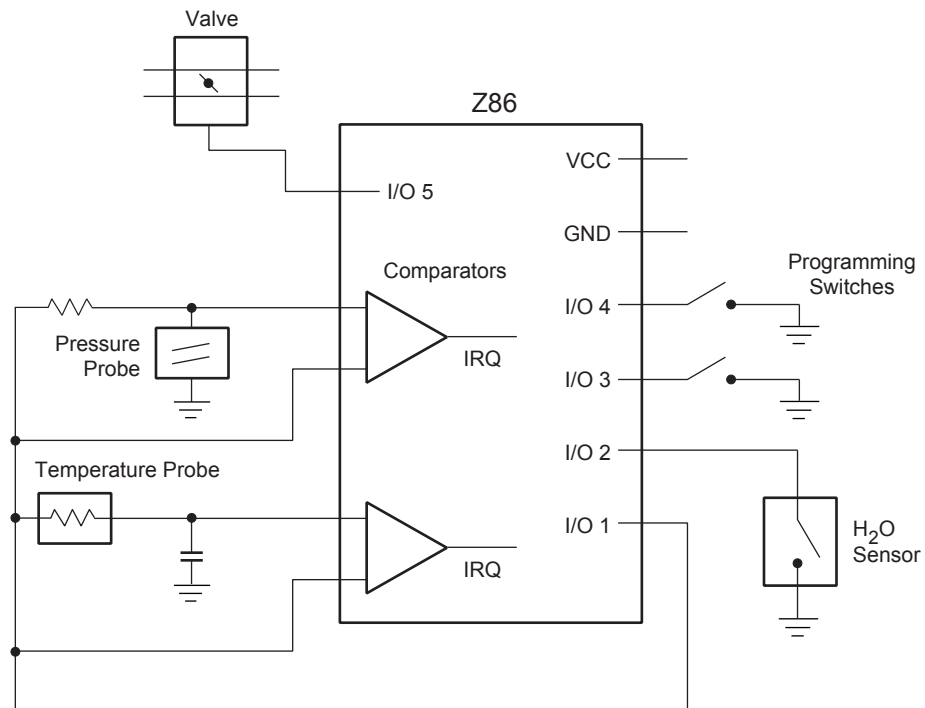 Valve
Z86
VCC
I/O 5
GND
Comparators
Programming
Switches
I/O 4
Pressure
Probe
IRQ
I/O 3
I/O 2
Temperature Probe
I/O 1
H2O
Sensor
IRQ